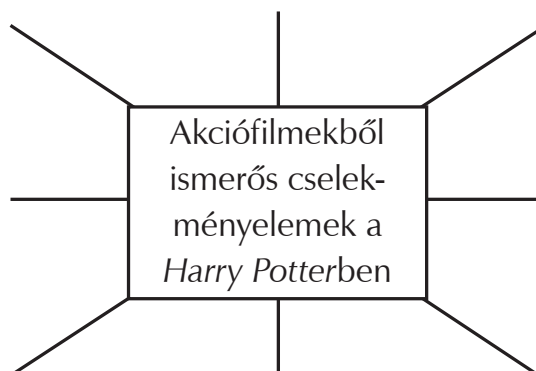 Akciófilmekből
ismerős cselek-
ményelemek a
Harry Potterben